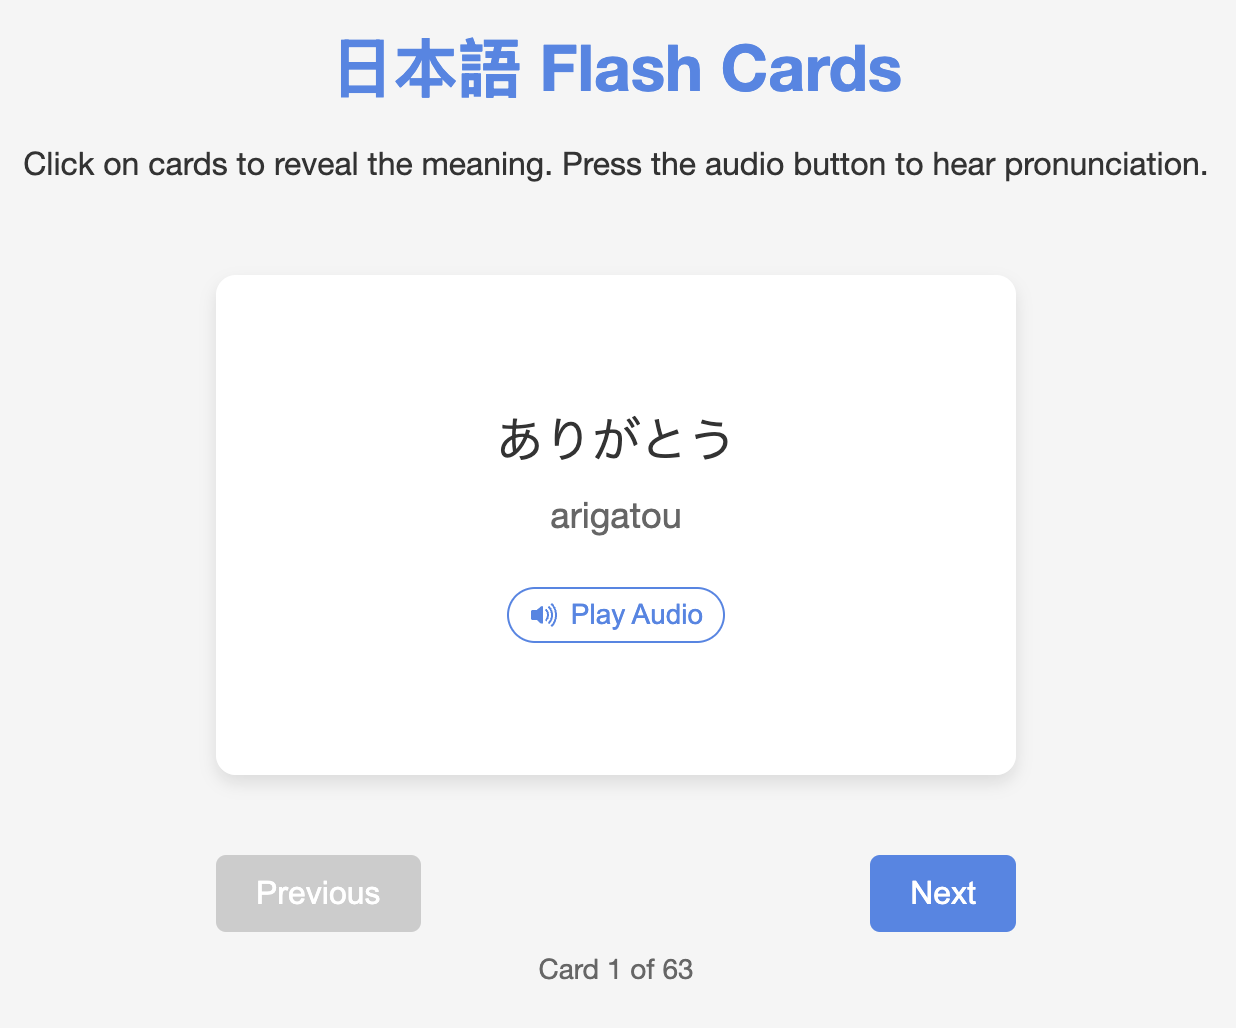 日本語 Flash Cards
Click on cards to reveal the meaning. Press the audio button to hear pronunciation.
ありがとう
arigatou
Play Audio
Previous
Next
Card 1 of 63